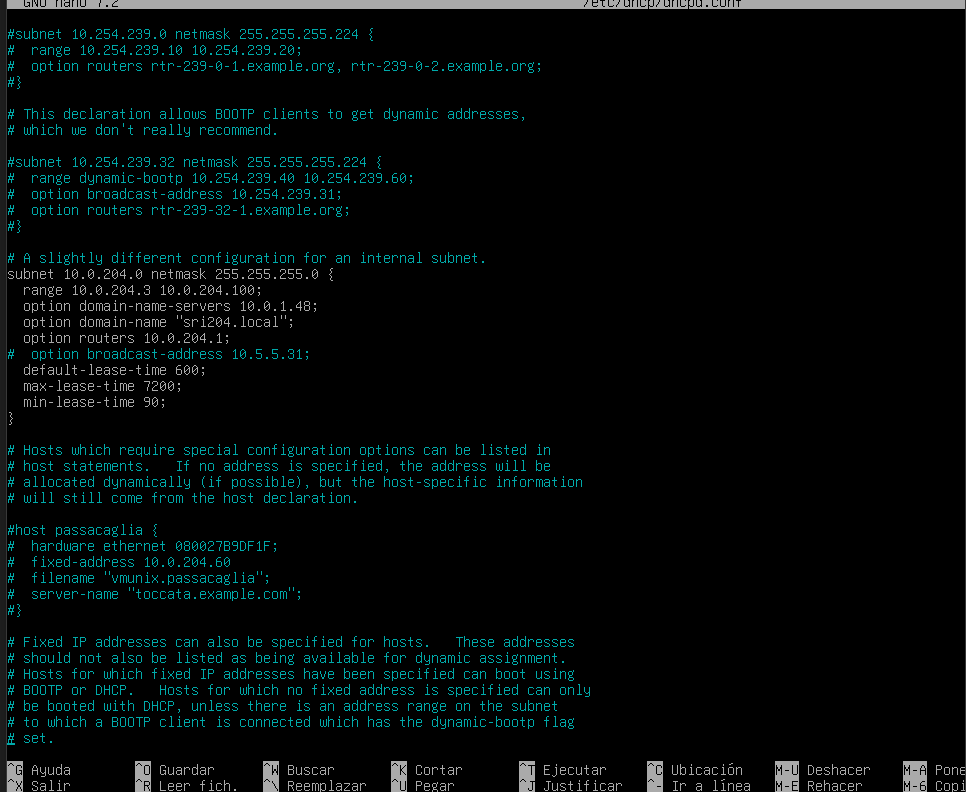 GNU nano 7.2 /etc/dhcp/dhcpd.conf
#subnet 10.254.239.0 netmask 255.255.255.224 {
#  range 10.254.239.10 10.254.239.20;
#  option routers rtr-239-0-1.example.org, rtr-239-0-2.example.org;
#}
# This declaration allows BOOTP clients to get dynamic addresses,
# which we don't really recommend.
#subnet 10.254.239.32 netmask 255.255.255.224 {
#  range dynamic-bootp 10.254.239.40 10.254.239.60;
#  option broadcast-address 10.254.239.31;
#  option routers rtr-239-32-1.example.org;
#}
# A slightly different configuration for an internal subnet.
subnet 10.0.204.0 netmask 255.255.255.0 {
  range 10.0.204.3 10.0.204.100;
  option domain-name-servers 10.0.1.48;
  option domain-name "sri204.local";
  option routers 10.0.204.1;
#  option broadcast-address 10.5.5.31;
  default-lease-time 600;
  max-lease-time 7200;
  min-lease-time 90;
}
# Hosts which require special configuration options can be listed in
# host statements.   If no address is specified, the address will be
# allocated dynamically (if possible), but the host-specific information
# will still come from the host declaration.
#host passacaglia {
#  hardware ethernet 080027B9DF1F;
#  fixed-address 10.0.204.60
#  filename "vmunix.passacaglia";
#  server-name "toccata.example.com";
#}
# Fixed IP addresses can also be specified for hosts.   These addresses
# should not also be listed as being available for dynamic assignment.
# Hosts for which fixed IP addresses have been specified can boot using
# BOOTP or DHCP.   Hosts for which no fixed address is specified can only
# be booted with DHCP, unless there is an address range on the subnet
# to which a BOOTP client is connected which has the dynamic-bootp flag
# set.
^G Ayuda ^O Guardar ^W Buscar ^K Cortar ^T Ejecutar ^C Ubicación M-U Deshacer M-A Pone
^X Salir ^R Leer fich. ^\ Reemplazar ^U Pegar ^J Justificar ^- Ir a línea M-E Rehacer M-6 Copi